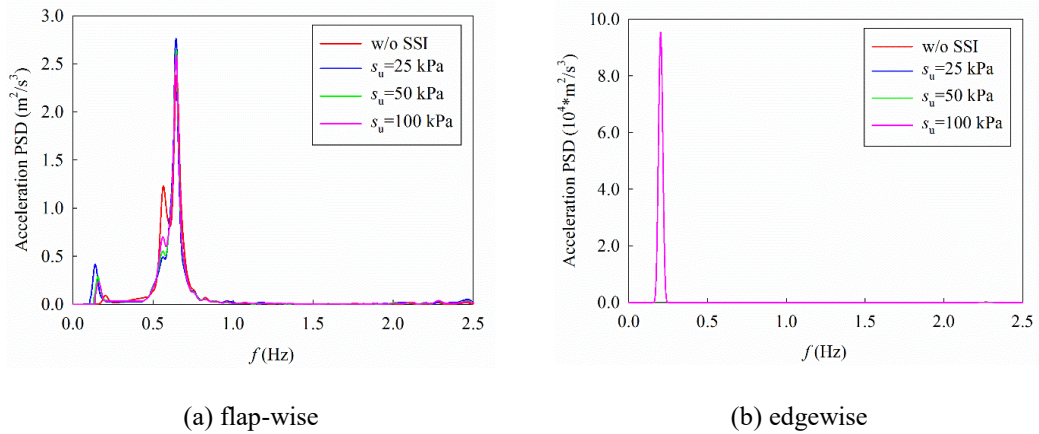 3.0
2.5
2.0
1.5
1.0
0.5
0.0
Acceleration PSD (m²/s³)
w/o SSI
sᵤ=25 kPa
sᵤ=50 kPa
sᵤ=100 kPa
0.0 0.5 1.0 1.5 2.0 2.5
f (Hz)
(a) flap-wise
10.0
8.0
6.0
4.0
2.0
0.0
Acceleration PSD (10⁴*m²/s³)
w/o SSI
sᵤ=25 kPa
sᵤ=50 kPa
sᵤ=100 kPa
0.0 0.5 1.0 1.5 2.0 2.5
f (Hz)
(b) edgewise